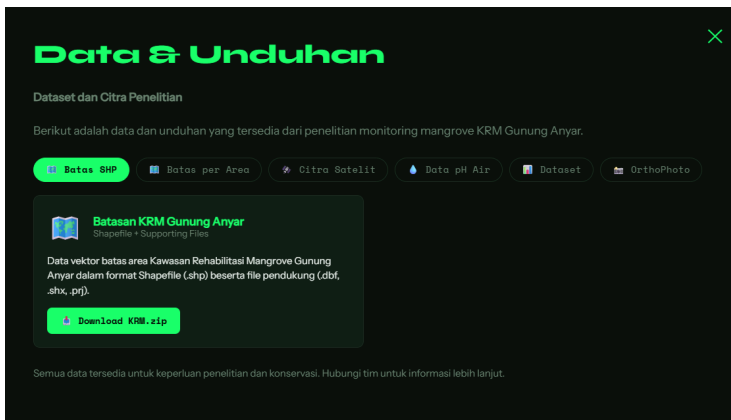 Data & Unduhan
Dataset dan Citra Penelitian
Berikut adalah data dan unduhan yang tersedia dari penelitian monitoring mangrove KRM Gunung Anyar.
Batas SHP
Batas per Area
Citra Satelit
Data pH Air
Dataset
OrthoPhoto
Batasan KRM Gunung Anyar
Shapefile + Supporting Files
Data vektor batas area Kawasan Rehabilitasi Mangrove Gunung
Anyar dalam format Shapefile (.shp) beserta file pendukung (.dbf,
.shx, .prj).
Download KRM.zip
Semua data tersedia untuk keperluan penelitian dan konservasi. Hubungi tim untuk informasi lebih lanjut.